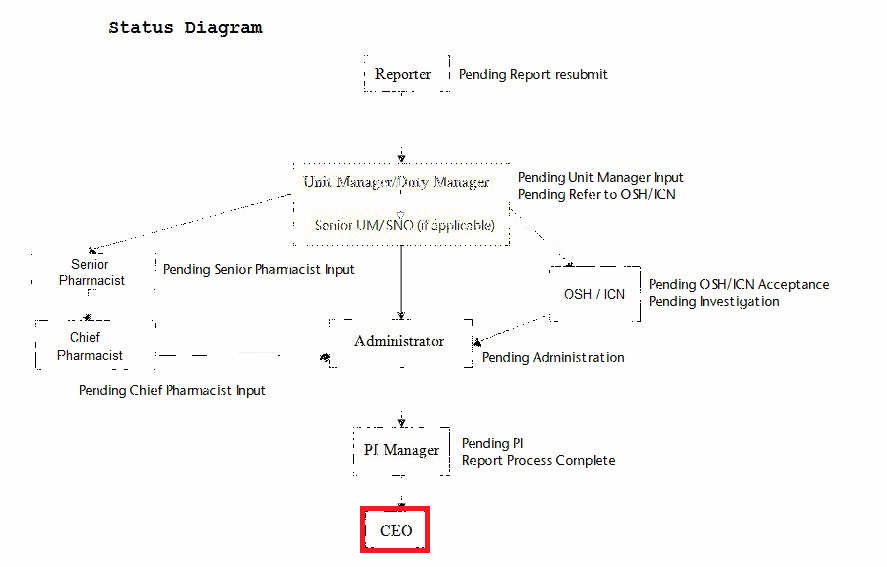 Status Diagram
Reporter
Pending Report resubmit
Unit Manager/Duty Manager
Pending Unit Manager Input
Pending Refer to OSH/ICN
Senior UM/SNO (if applicable)
Senior
Pharmacist
Pending Senior Pharmacist Input
OSH / ICN
Pending OSH/ICN Acceptance
Pending Investigation
Chief
Pharmacist
Administrator
Pending Administration
Pending Chief Pharmacist Input
PI Manager
Pending PI
Report Process Complete
CEO